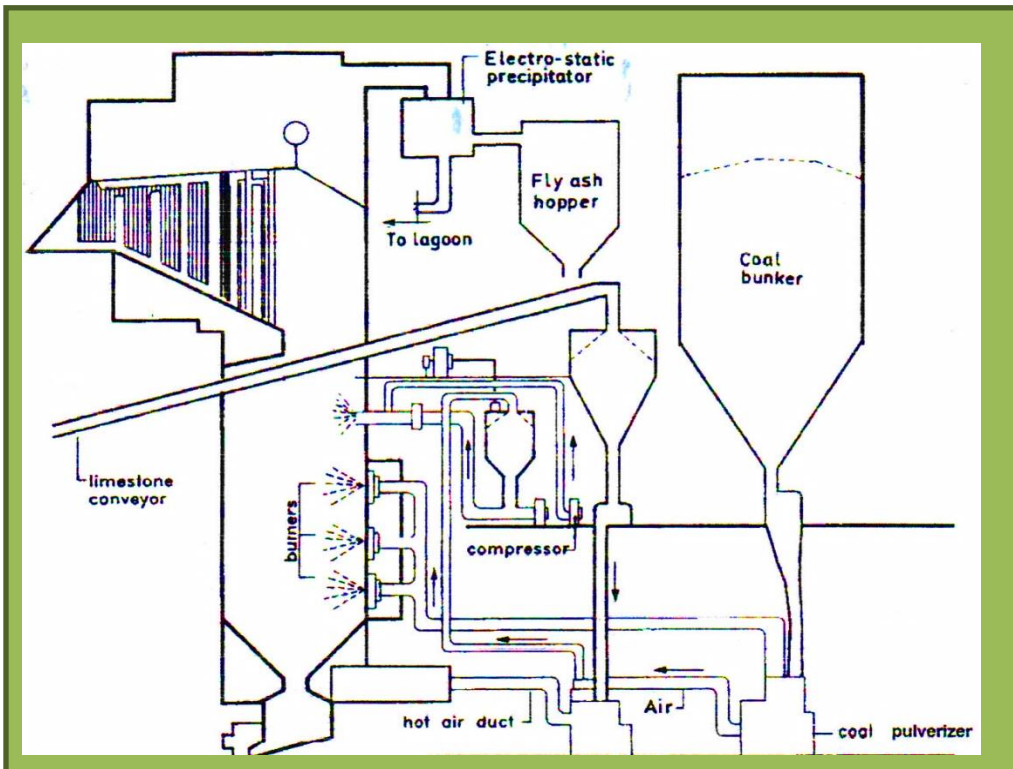 Electro-static
precipitator
Fly ash
hopper
To lagoon
Coal
bunker
limestone
conveyor
burners
compressor
hot air duct
Air
coal pulverizer